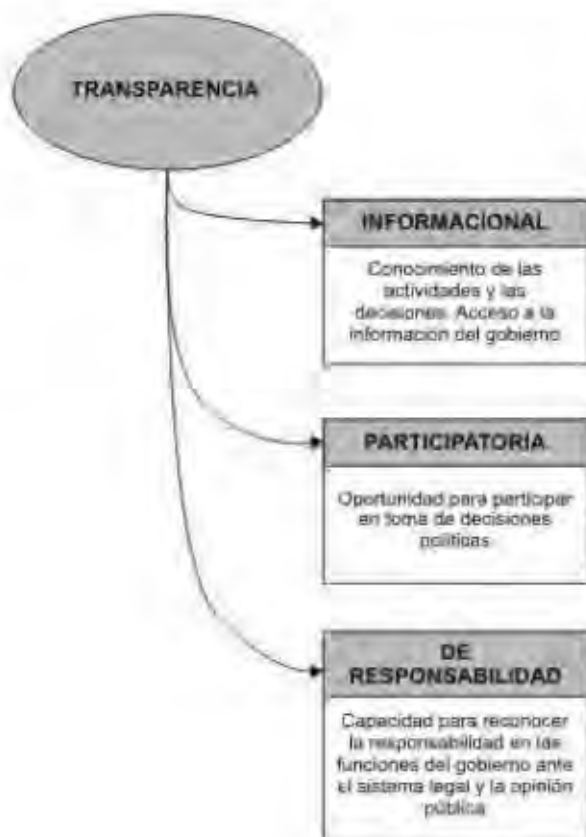 TRANSPARENCIA
INFORMACIONAL
Conocimiento de las
actividades y las
decisiones. Acceso a la
información del gobierno
PARTICIPATORIA
Oportunidad para participar
en toma de decisiones
políticas
DE
RESPONSABILIDAD
Capacidad para reconocer
la responsabilidad en las
funciones del gobierno ante
el sistema legal y la opinión
pública